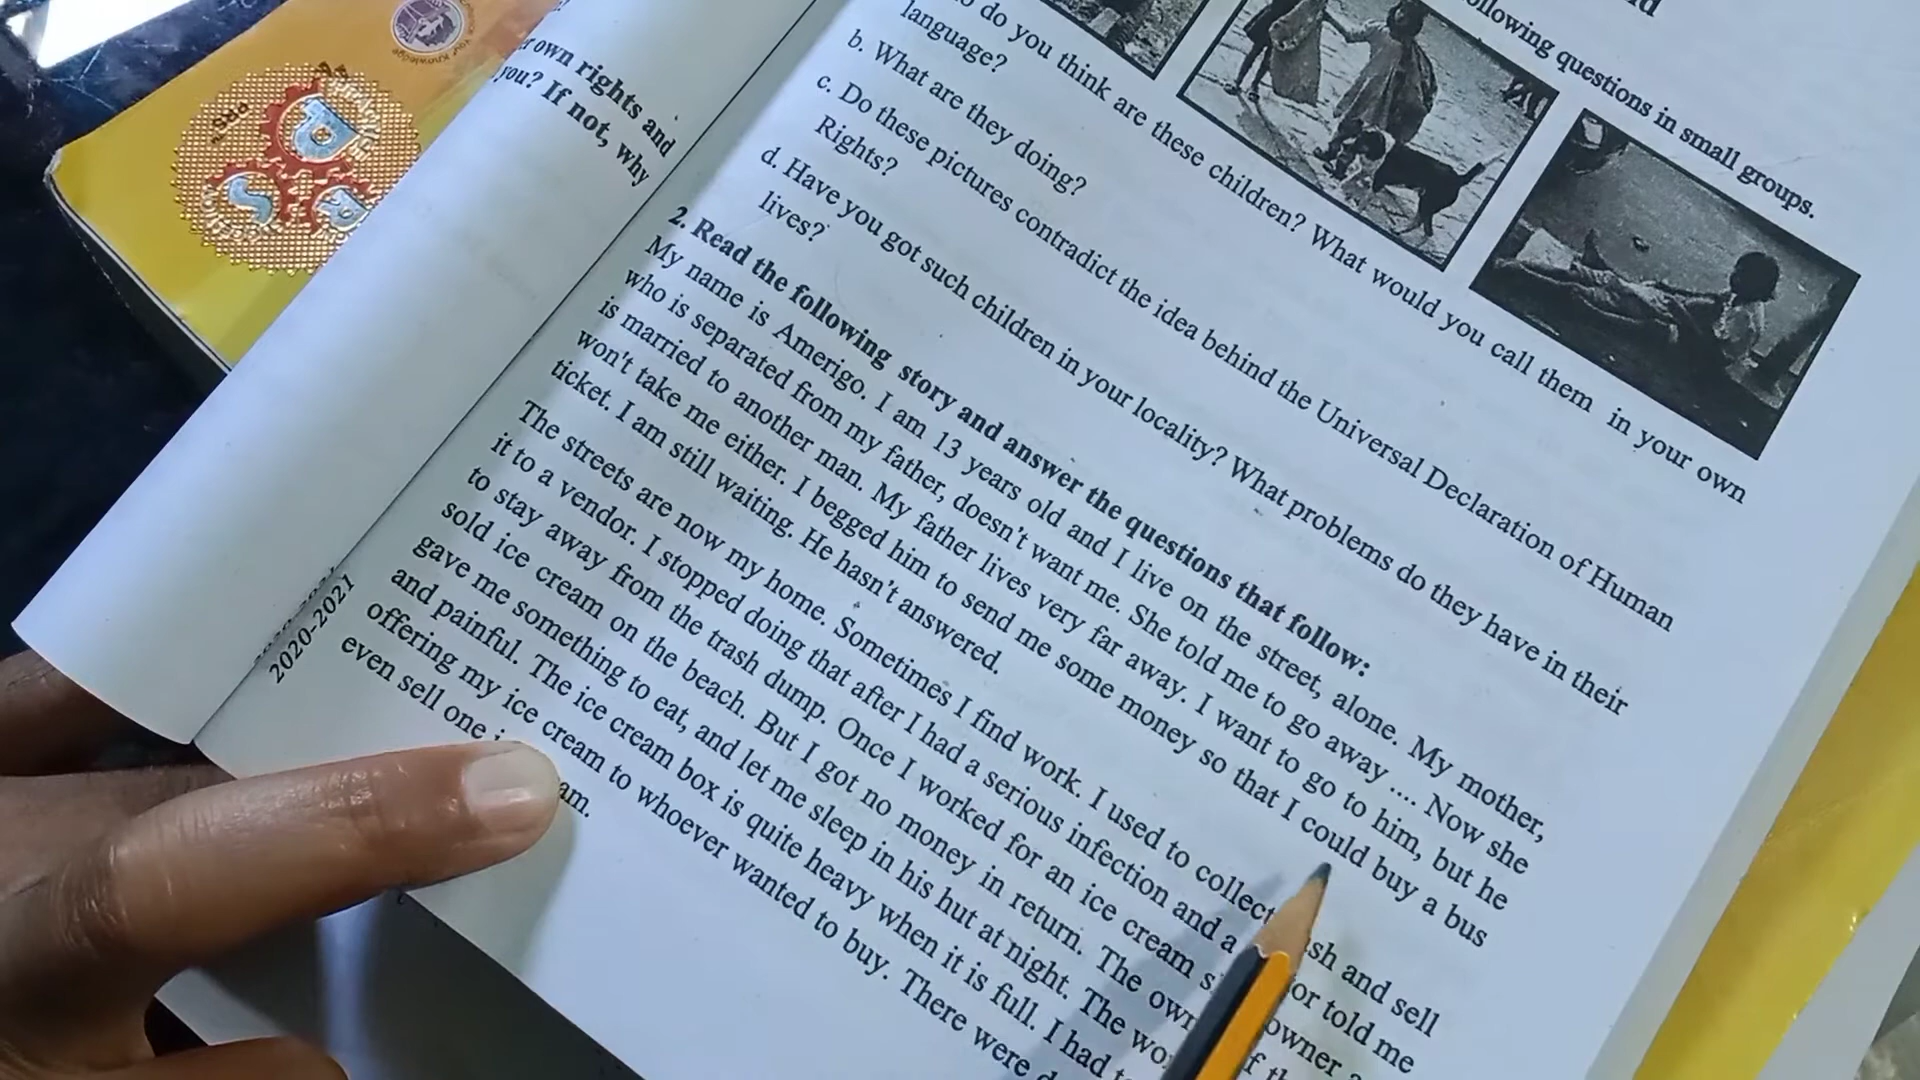 r own rights and
you? If not, why
ollowing questions in small groups.
do you think are these children? What would you call them in your own
language?
b. What are they doing?
c. Do these pictures contradict the idea behind the Universal Declaration of Human
Rights?
d. Have you got such children in your locality? What problems do they have in their
lives?
2. Read the following story and answer the questions that follow:
My name is Amerigo. I am 13 years old and I live on the street, alone. My mother,
who is separated from my father, doesn't want me. She told me to go away .... Now she
is married to another man. My father lives very far away. I want to go to him, but he
won't take me either. I begged him to send me some money so that I could buy a bus
ticket. I am still waiting. He hasn't answered.
The streets are now my home. Sometimes I find work. I used to collect sh and sell
it to a vendor. I stopped doing that after I had a serious infection and a or told me
to stay away from the trash dump. Once I worked for an ice cream s owner
sold ice cream on the beach. But I got no money in return. The own f th
gave me something to eat, and let me sleep in his hut at night. The wo
and painful. The ice cream box is quite heavy when it is full. I had t
offering my ice cream to whoever wanted to buy. There were d
even sell one i am.
2020-2021
P
S
R